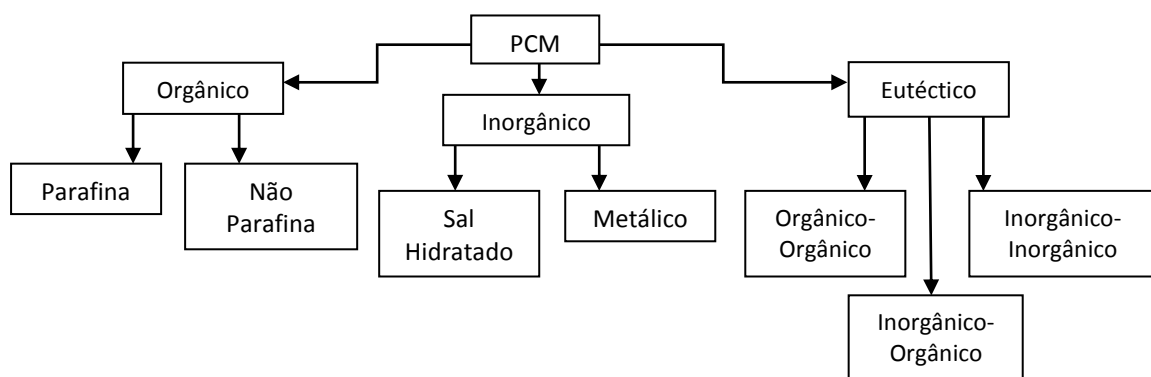 PCM
Orgânico
Inorgânico
Eutéctico
Parafina
Não
Parafina
Sal
Hidratado
Metálico
Orgânico-
Orgânico
Inorgânico-
Orgânico
Inorgânico-
Inorgânico